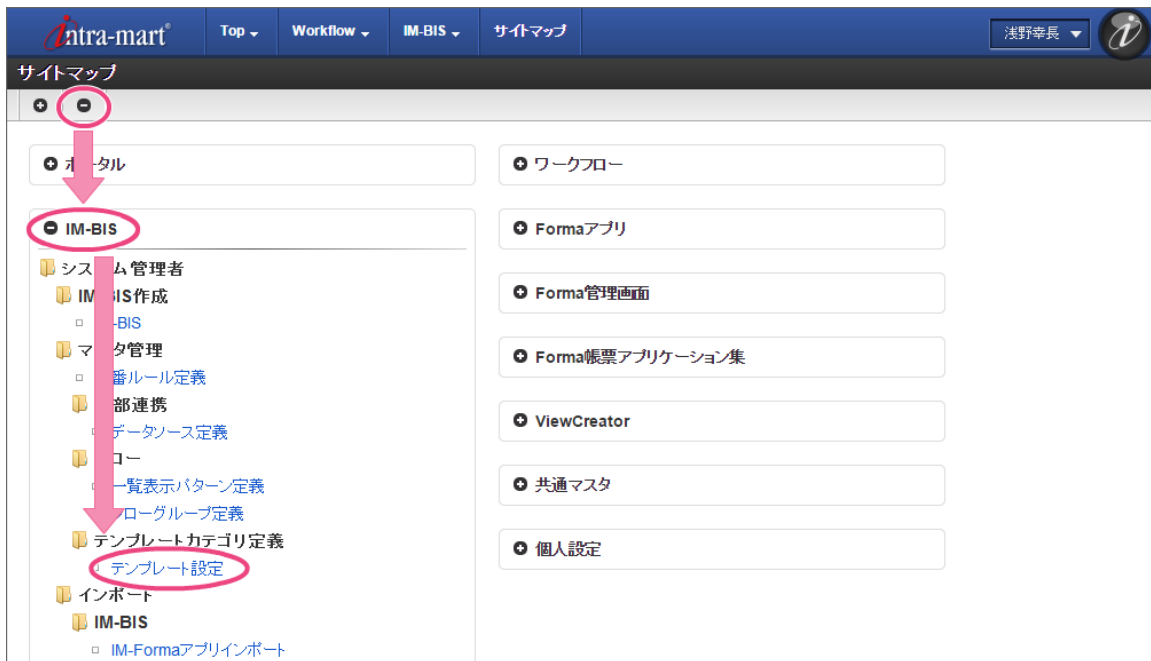 intra-mart® Top Workflow IM-BIS サイトマップ 浅野幸長
サイトマップ
IM-BIS
システム管理者
IM-BIS作成
-BIS
マスタ管理
番ルール定義
部連携
データソース定義
一覧表示パターン定義
フローグループ定義
テンプレートカテゴリ定義
テンプレート設定
インポート
IM-BIS
IM-Formaアプリインポート
ポータル
ワークフロー
Formaアプリ
Forma管理画面
Forma帳票アプリケーション集
ViewCreator
共通マスタ
個人設定